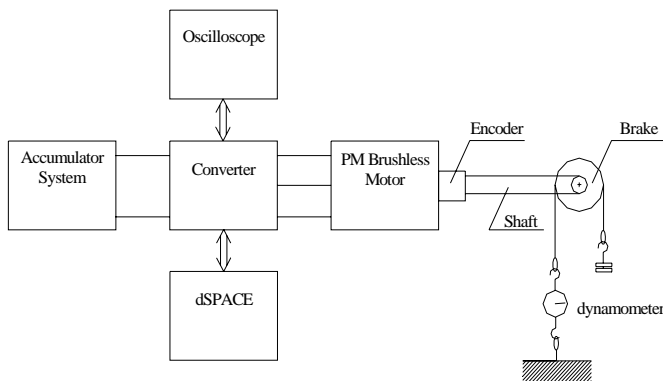 Oscilloscope
Accumulator
System
Converter
PM Brushless
Motor
Encoder
Brake
Shaft
dSPACE
dynamometer